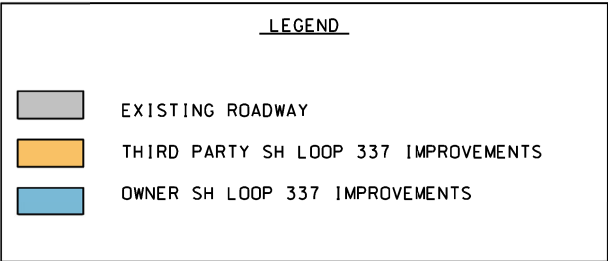 LEGEND
EXISTING ROADWAY
THIRD PARTY SH LOOP 337 IMPROVEMENTS
OWNER SH LOOP 337 IMPROVEMENTS